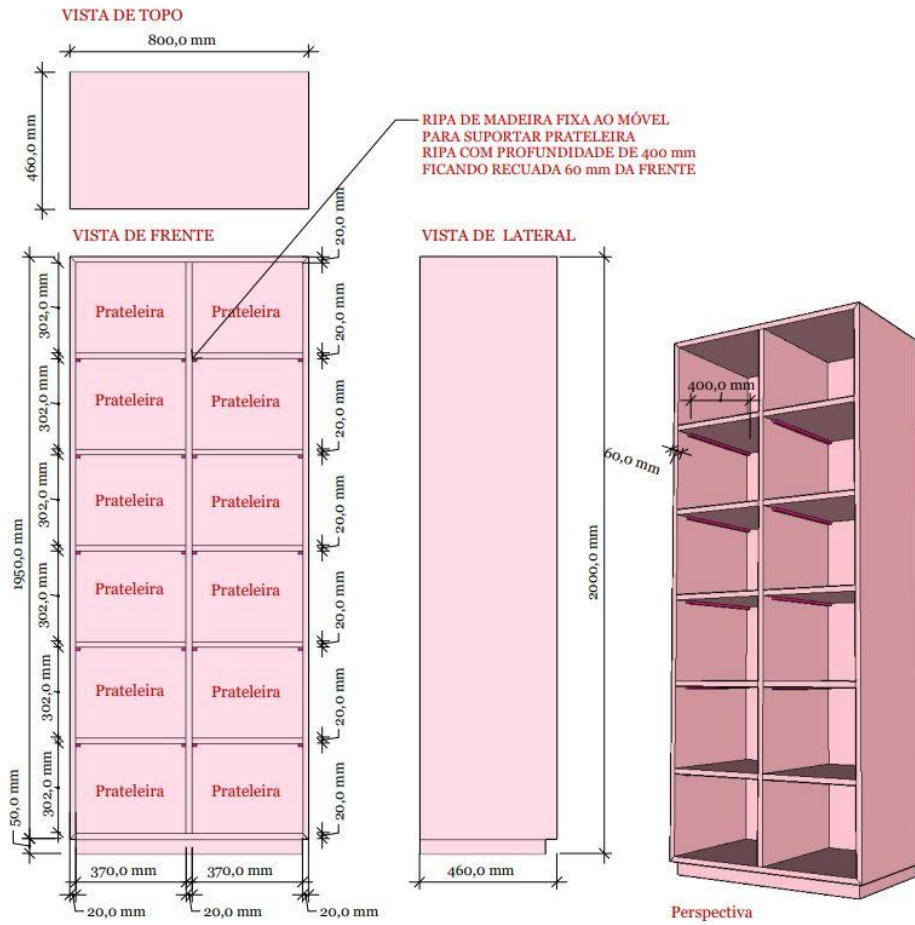 VISTA DE TOPO
800,0 mm
460,0 mm
RIPA DE MADEIRA FIXA AO MÓVEL
PARA SUPORTAR PRATELEIRA
RIPA COM PROFUNDIDADE DE 400 mm
FICANDO RECUADA 60 mm DA FRENTE
VISTA DE FRENTE
20,0 mm
VISTA DE LATERAL
302,0 mm
Prateleira
Prateleira
20,0 mm
302,0 mm
Prateleira
Prateleira
20,0 mm
302,0 mm
Prateleira
Prateleira
20,0 mm
302,0 mm
Prateleira
Prateleira
20,0 mm
302,0 mm
Prateleira
Prateleira
20,0 mm
302,0 mm
Prateleira
Prateleira
20,0 mm
1950,0 mm
50,0 mm
370,0 mm
370,0 mm
20,0 mm
20,0 mm
20,0 mm
2000,0 mm
460,0 mm
400,0 mm
60,0 mm
Perspectiva